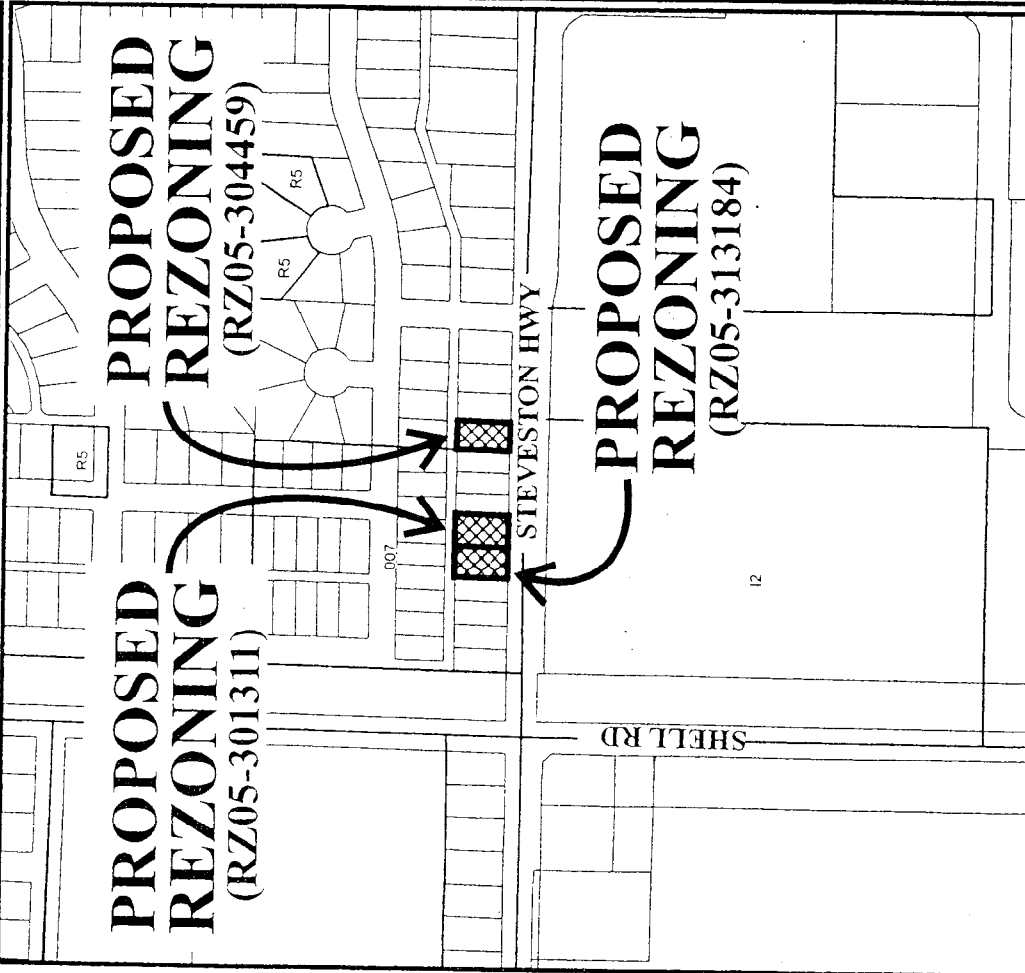 PROPOSED
REZONING
(RZ05-301311)
PROPOSED
REZONING
(RZ05-304459)
R5
R5
R5
007
STEVESTON HWY
PROPOSED
REZONING
(RZ05-313184)
I2
SHELL RD